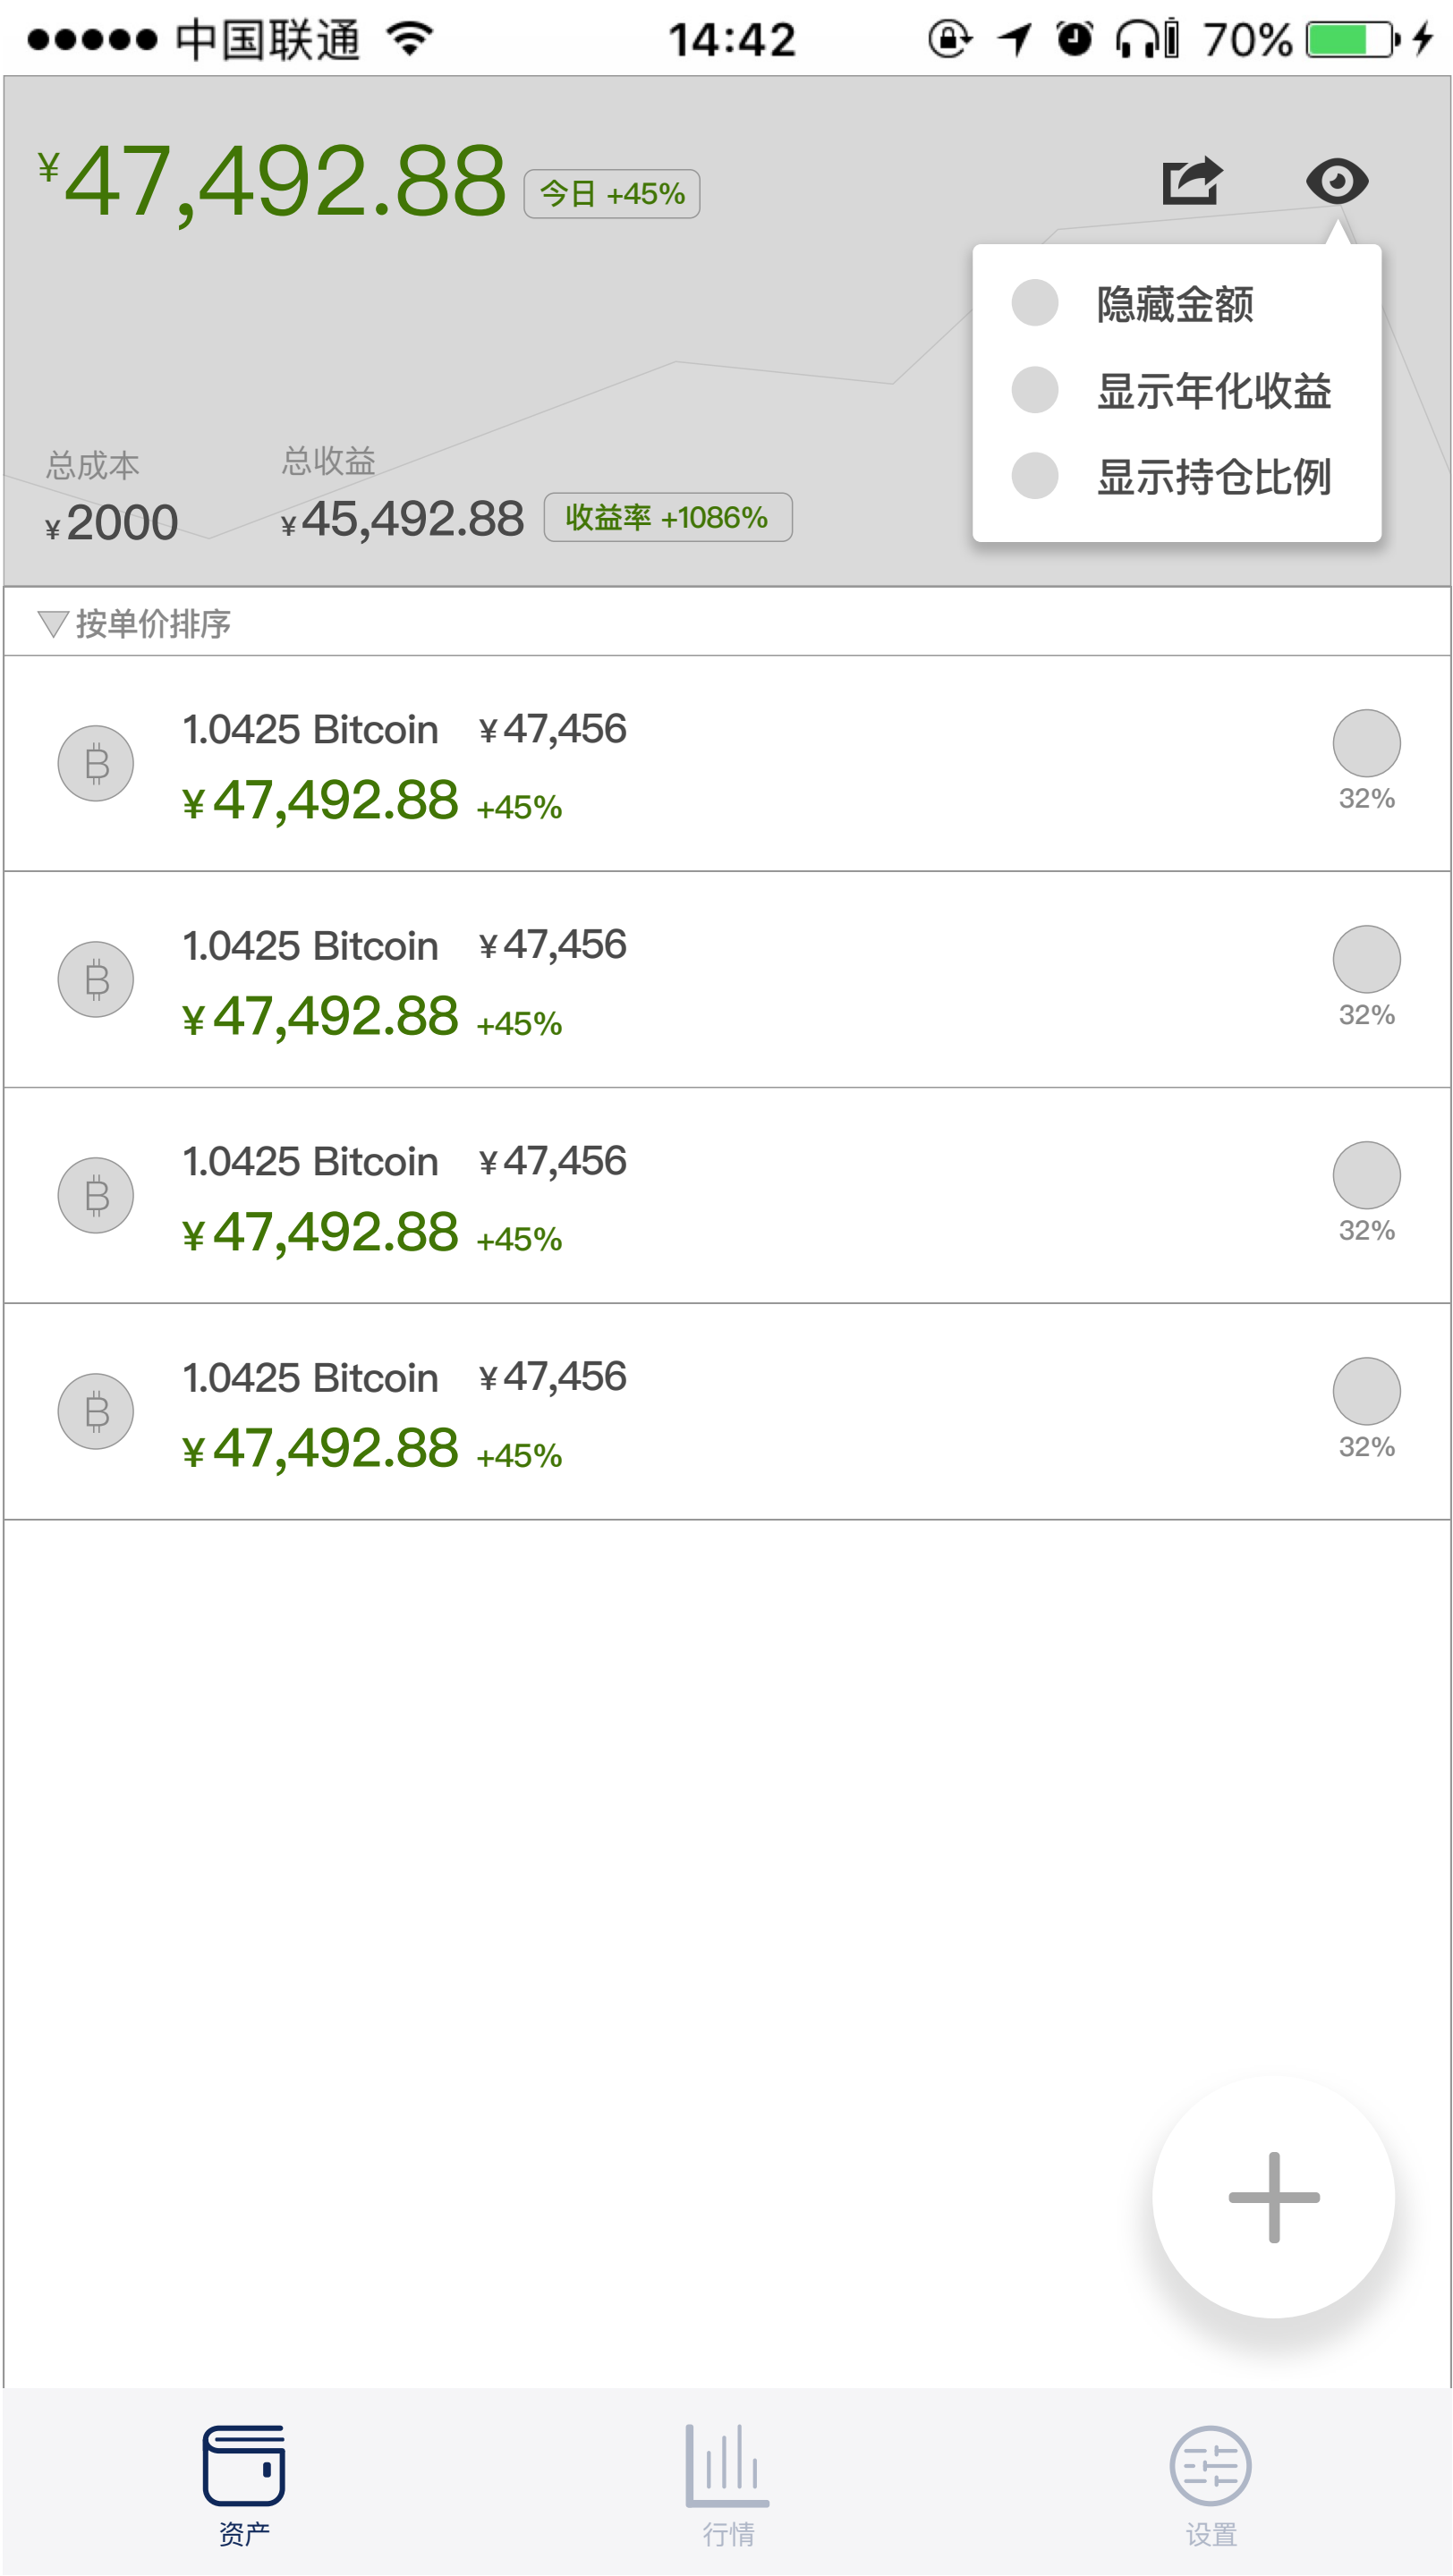 中国联通 14:42 70%
¥47,492.88 今日 +45%
隐藏金额
显示年化收益
显示持仓比例
总成本 总收益
¥2000 ¥45,492.88 收益率 +1086%
按单价排序
1.0425 Bitcoin ¥47,456
¥47,492.88 +45%
32%
1.0425 Bitcoin ¥47,456
¥47,492.88 +45%
32%
1.0425 Bitcoin ¥47,456
¥47,492.88 +45%
32%
1.0425 Bitcoin ¥47,456
¥47,492.88 +45%
32%
资产 行情 设置